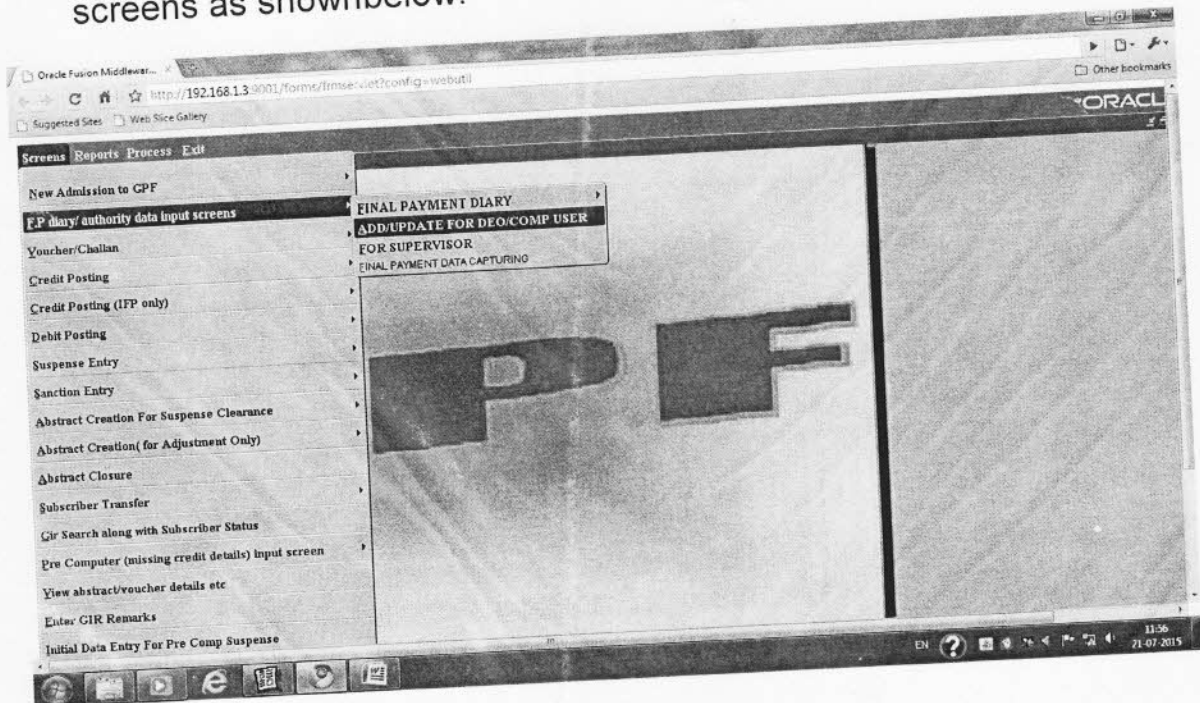 screens as shownbelow:
Oracle Fusion Middlewar...
http://192.168.1.3:9001/forms/frmservlet?config=webutil
Other bookmarks
Suggested Sites Web Slice Gallery
ORACL
Screens Reports Process Exit
New Admission to GPF
F.P diary/ authority data input screens
FINAL PAYMENT DIARY
ADD/UPDATE FOR DEO/COMP USER
FOR SUPERVISOR
FINAL PAYMENT DATA CAPTURING
Voucher/Challan
Credit Posting
Credit Posting (IFP only)
Debit Posting
Suspense Entry
Sanction Entry
Abstract Creation For Suspense Clearance
Abstract Creation( for Adjustment Only)
Abstract Closure
Subscriber Transfer
Gir Search along with Subscriber Status
Pre Computer (missing credit details) input screen
View abstract/voucher details etc
Enter GIR Remarks
Initial Data Entry For Pre Comp Suspense
P F
EN
11:56
21-07-2015